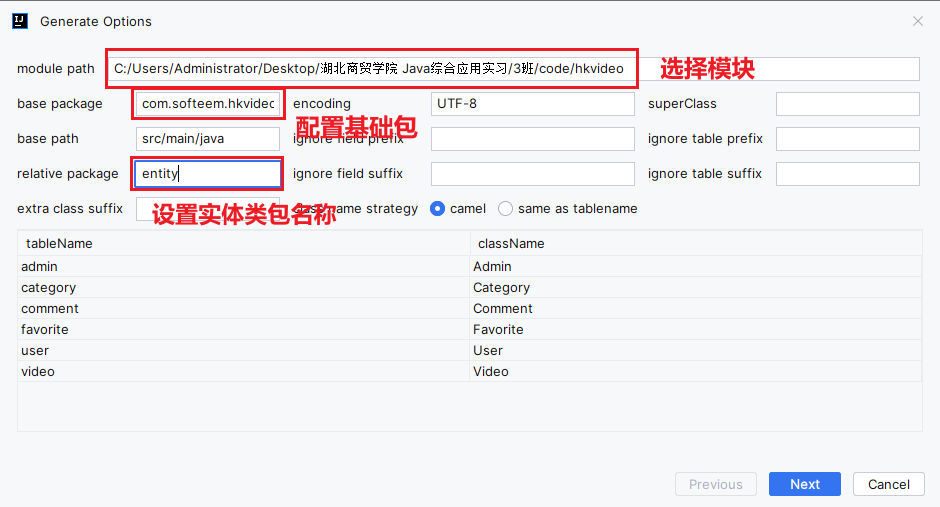 IJ Generate Options
module path C:/Users/Administrator/Desktop/湖北商贸学院 Java综合应用实习/3班/code/hkvideo 选择模块
base package com.softeem.hkvideo encoding UTF-8 superClass
配置基础包
base path src/main/java ignore field prefix ignore table prefix
relative package entity ignore field suffix ignore table suffix
extra class suffix 设置实体类包名称 name strategy camel same as tablename
tableName className
admin Admin
category Category
comment Comment
favorite Favorite
user User
video Video
Previous Next Cancel